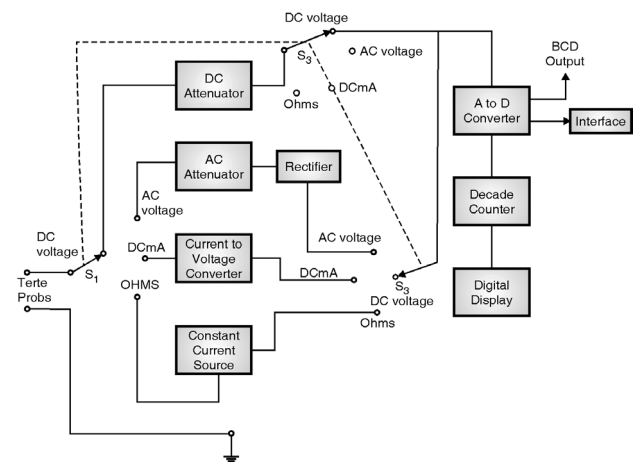 DC voltage
S3
AC voltage
DCmA
Ohms
DC
Attenuator
BCD
Output
A to D
Converter
Interface
AC
Attenuator
Rectifier
AC
voltage
Decade
Counter
DC
voltage
S1
Terte
Probs
DCmA
Current to
Voltage
Converter
AC voltage
DCmA
S3
DC voltage
Ohms
Digital
Display
OHMS
Constant
Current
Source